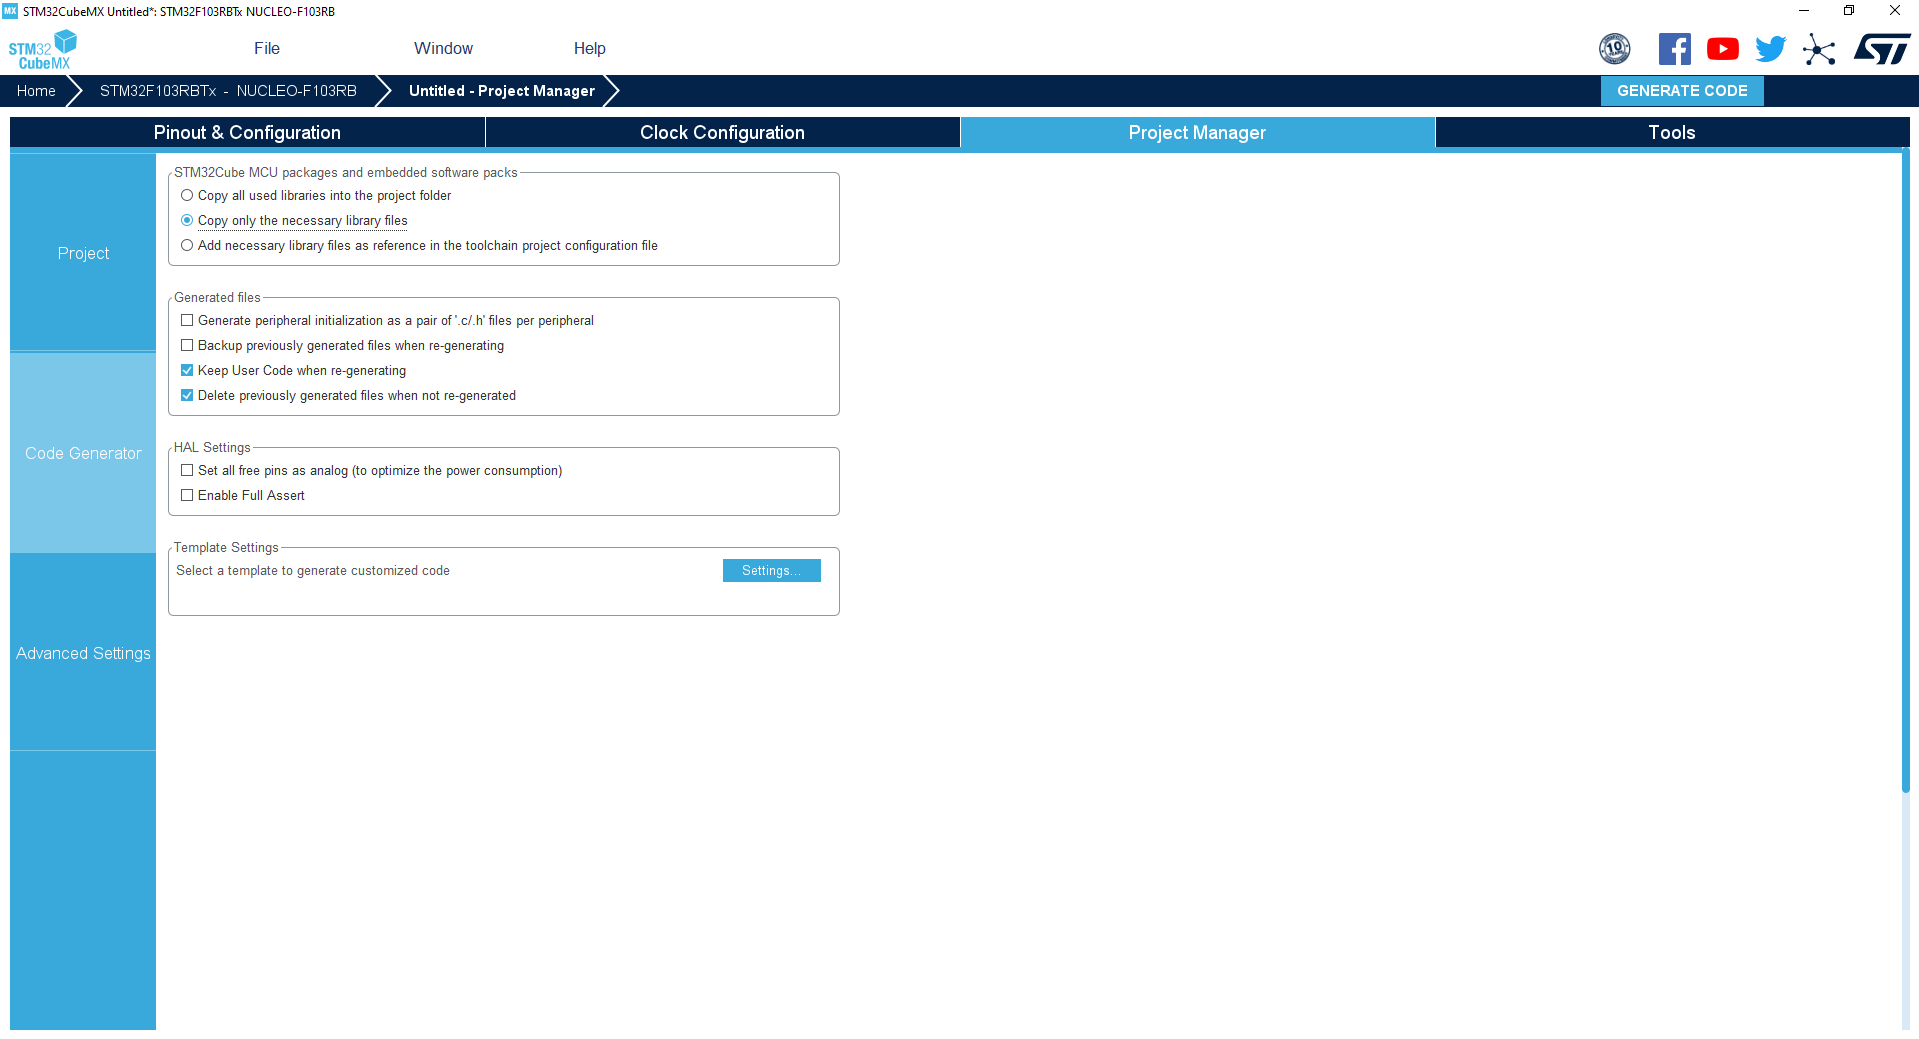 MX STM32CubeMX Untitled*: STM32F103RBTx NUCLEO-F103RB
STM32
CubeMX
File Window Help
10
ST
Home STM32F103RBTx - NUCLEO-F103RB Untitled - Project Manager GENERATE CODE
Pinout & Configuration Clock Configuration Project Manager Tools
Project
Code Generator
Advanced Settings
STM32Cube MCU packages and embedded software packs
Copy all used libraries into the project folder
Copy only the necessary library files
Add necessary library files as reference in the toolchain project configuration file
Generated files
Generate peripheral initialization as a pair of '.c/.h' files per peripheral
Backup previously generated files when re-generating
Keep User Code when re-generating
Delete previously generated files when not re-generated
HAL Settings
Set all free pins as analog (to optimize the power consumption)
Enable Full Assert
Template Settings
Select a template to generate customized code Settings...